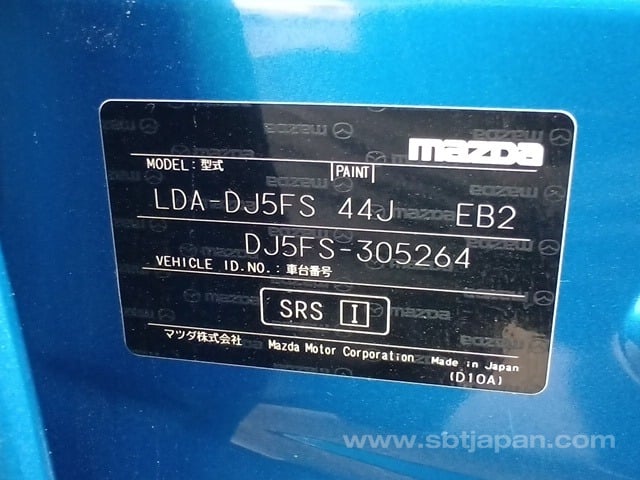 mazda
MODEL: 型式 PAINT
LDA-DJ5FS 44J EB2
DJ5FS-305264
VEHICLE ID.NO.: 車台番号
SRS I
マツダ株式会社 Mazda Motor Corporation Made in Japan
(D10A)
www.sbtjapan.com